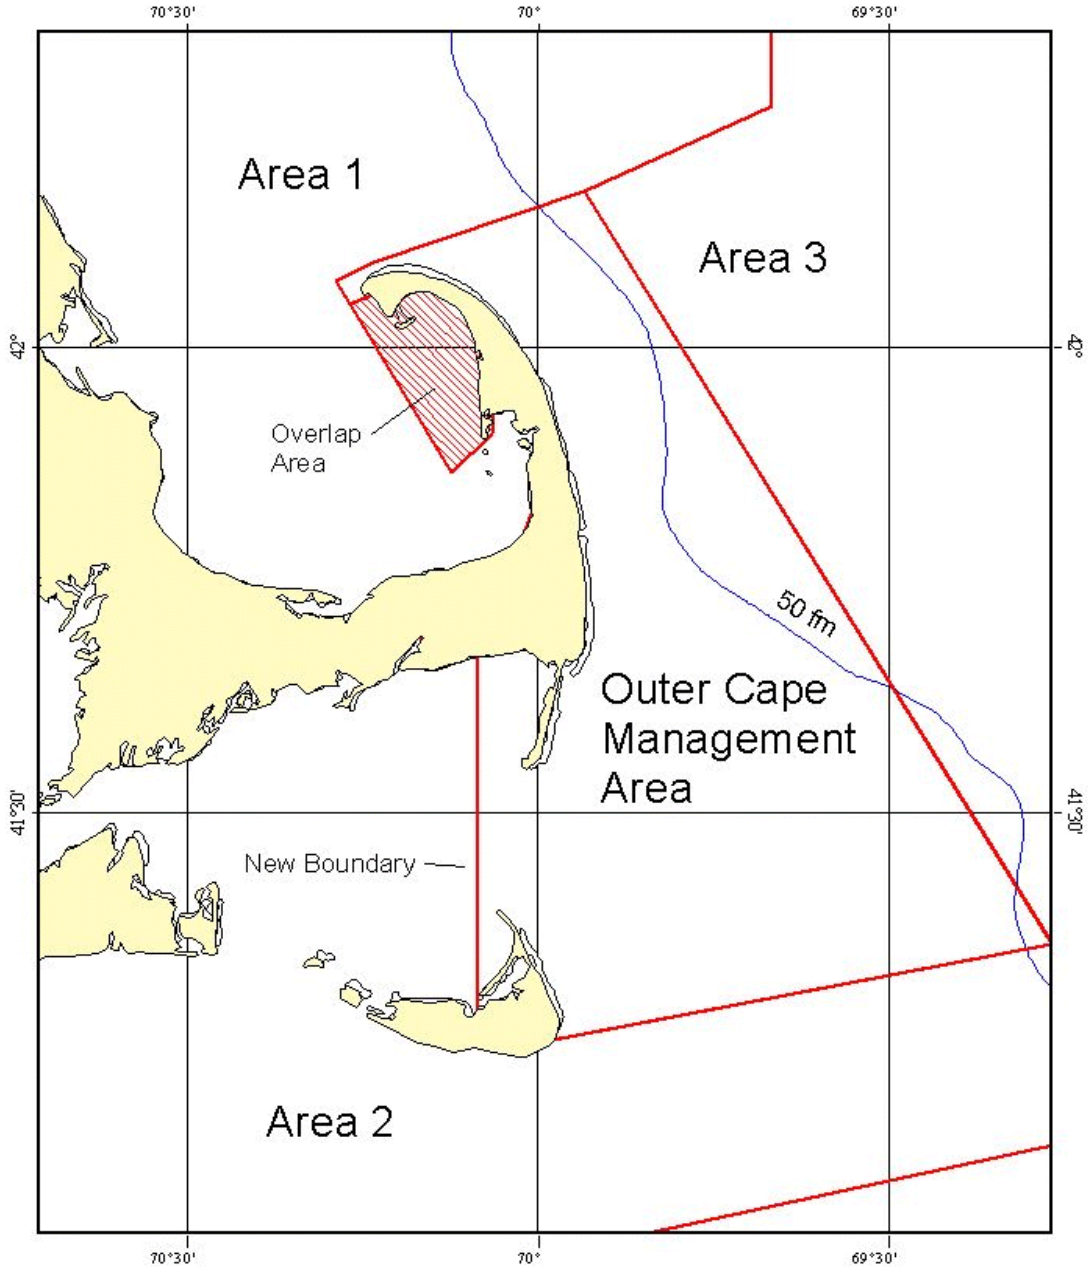 70°30'
70°
69°30'
Area 1
Area 3
42°
42°
Overlap
Area
50 fm
Outer Cape
Management
Area
41°30'
41°30'
New Boundary
Area 2
70°30'
70°
69°30'